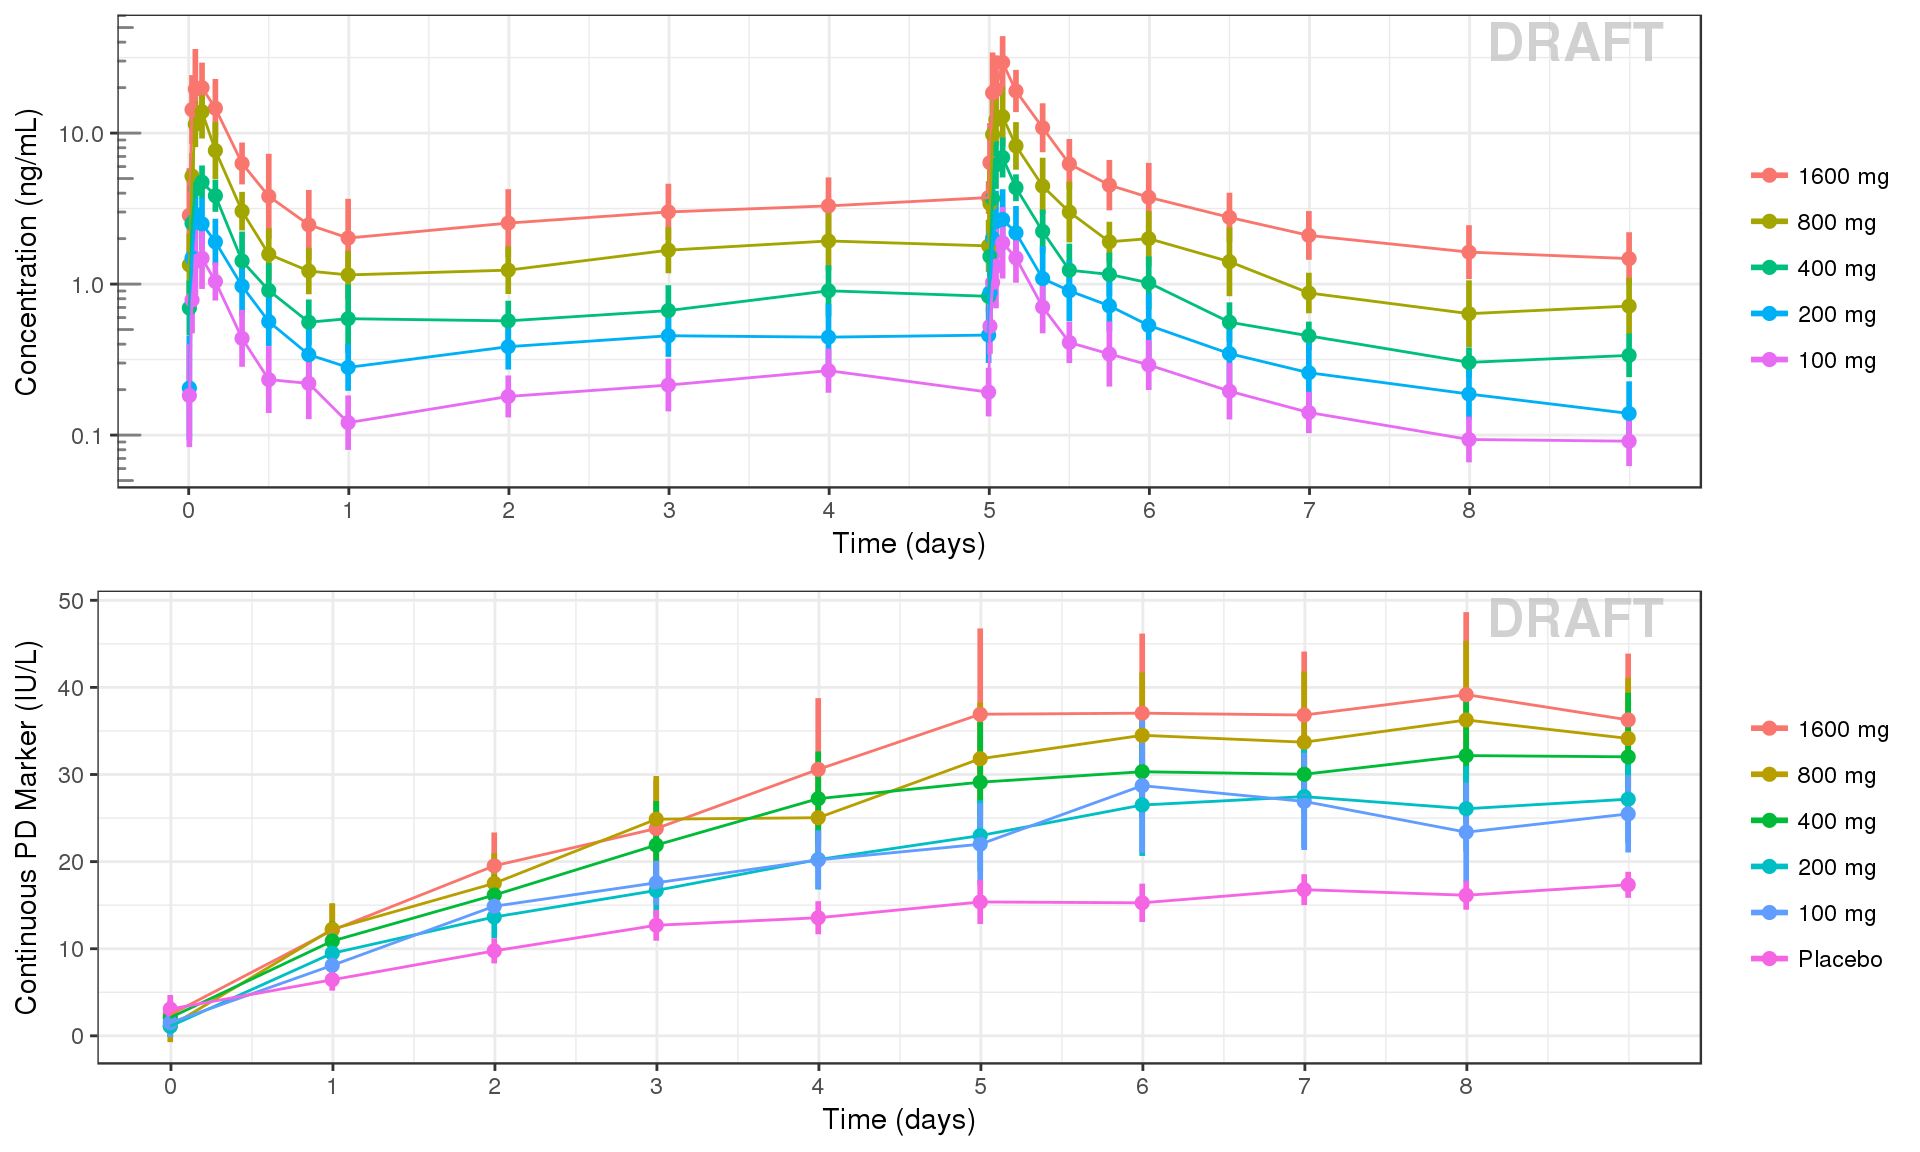 DRAFT
Concentration (ng/mL)
10.0
1.0
0.1
0 1 2 3 4 5 6 7 8
Time (days)
1600 mg
800 mg
400 mg
200 mg
100 mg
DRAFT
Continuous PD Marker (IU/L)
50
40
30
20
10
0
0 1 2 3 4 5 6 7 8
Time (days)
1600 mg
800 mg
400 mg
200 mg
100 mg
Placebo